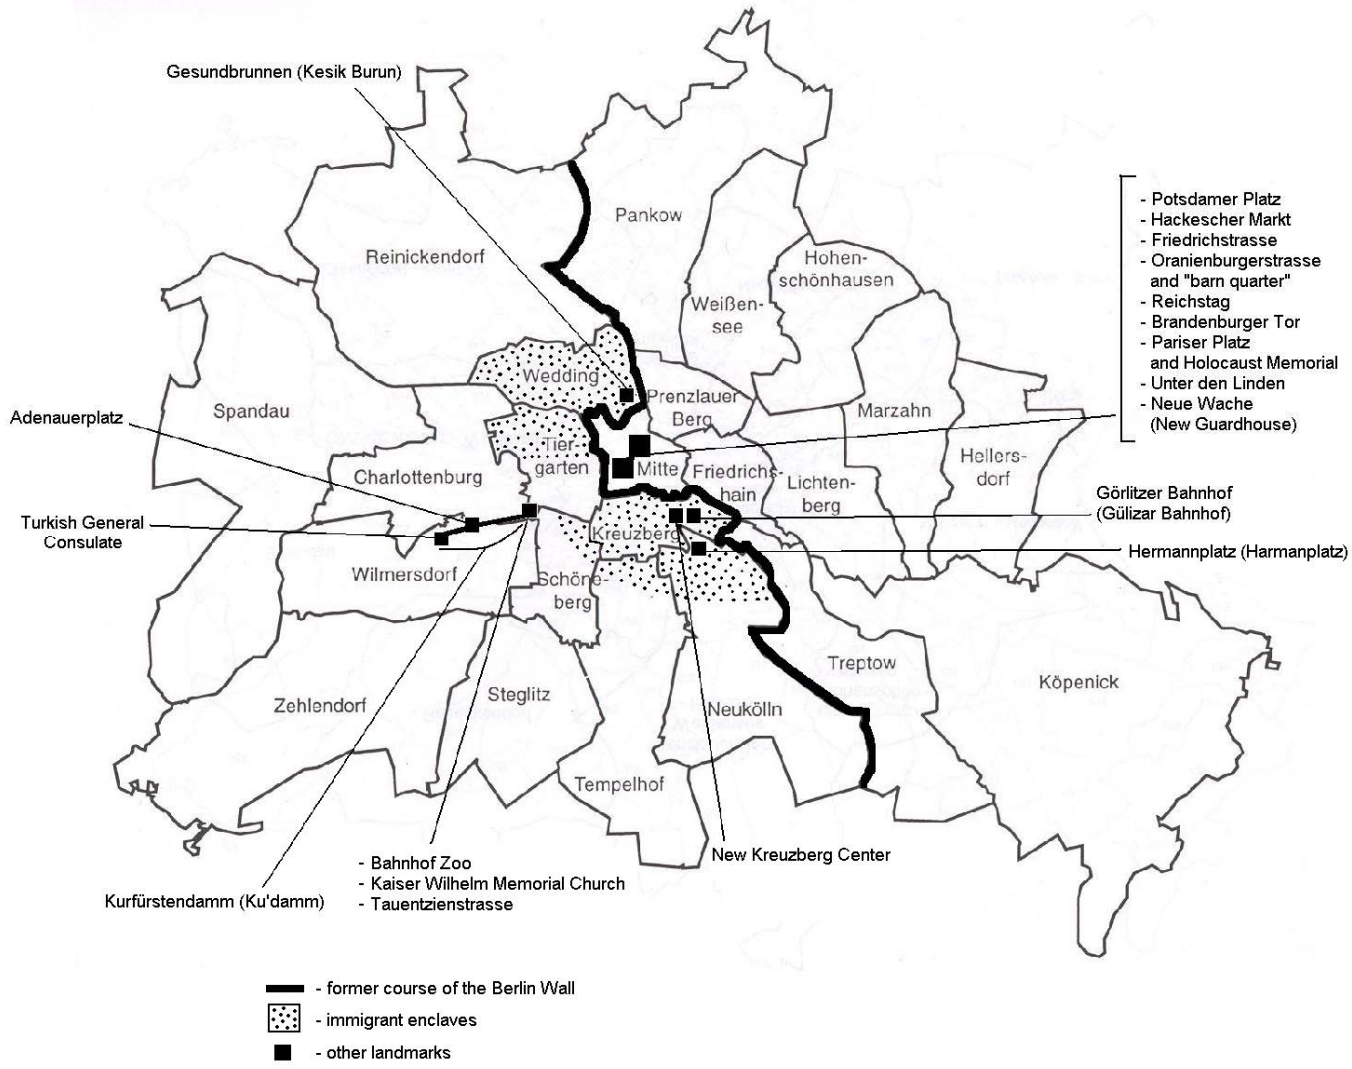 Gesundbrunnen (Kesik Burun)
Pankow
Reinickendorf
Hohen-
schönhausen
Weißen-
see
- Potsdamer Platz
- Hackescher Markt
- Friedrichstrasse
- Oranienburgerstrasse
and "barn quarter"
- Reichstag
- Brandenburger Tor
- Pariser Platz
and Holocaust Memorial
- Unter den Linden
- Neue Wache
(New Guardhouse)
Wedding
Prenzlauer
Berg
Spandau
Marzahn
Adenauerplatz
Tier-
garten
Mitte
Friedrichs-
hain
Lichten-
berg
Hellers-
dorf
Charlottenburg
Görlitzer Bahnhof
(Gülizar Bahnhof)
Turkish General
Consulate
Kreuzberg
Hermannplatz (Harmanplatz)
Wilmersdorf
Schöne-
berg
Treptow
Köpenick
Zehlendorf
Steglitz
Neukölln
Tempelhof
New Kreuzberg Center
- Bahnhof Zoo
- Kaiser Wilhelm Memorial Church
- Tauentzienstrasse
Kurfürstendamm (Ku'damm)
- former course of the Berlin Wall
- immigrant enclaves
- other landmarks